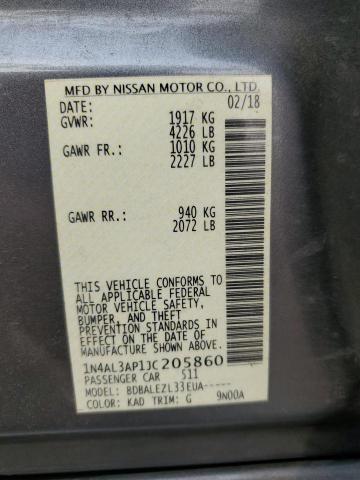 MFD BY NISSAN MOTOR CO., LTD.
DATE: 02/18
GVWR: 1917 KG
4226 LB
GAWR FR.: 1010 KG
2227 LB
GAWR RR.: 940 KG
2072 LB
THIS VEHICLE CONFORMS TO
ALL APPLICABLE FEDERAL
MOTOR VEHICLE SAFETY,
BUMPER, AND THEFT
PREVENTION STANDARDS IN
EFFECT ON THE DATE OF
MANUFACTURE SHOWN ABOVE.
1N4AL3AP1JC205860
PASSENGER CAR 511
MODEL: BDBALEZL33EUA-----
COLOR: KAD TRIM: G 9N00A